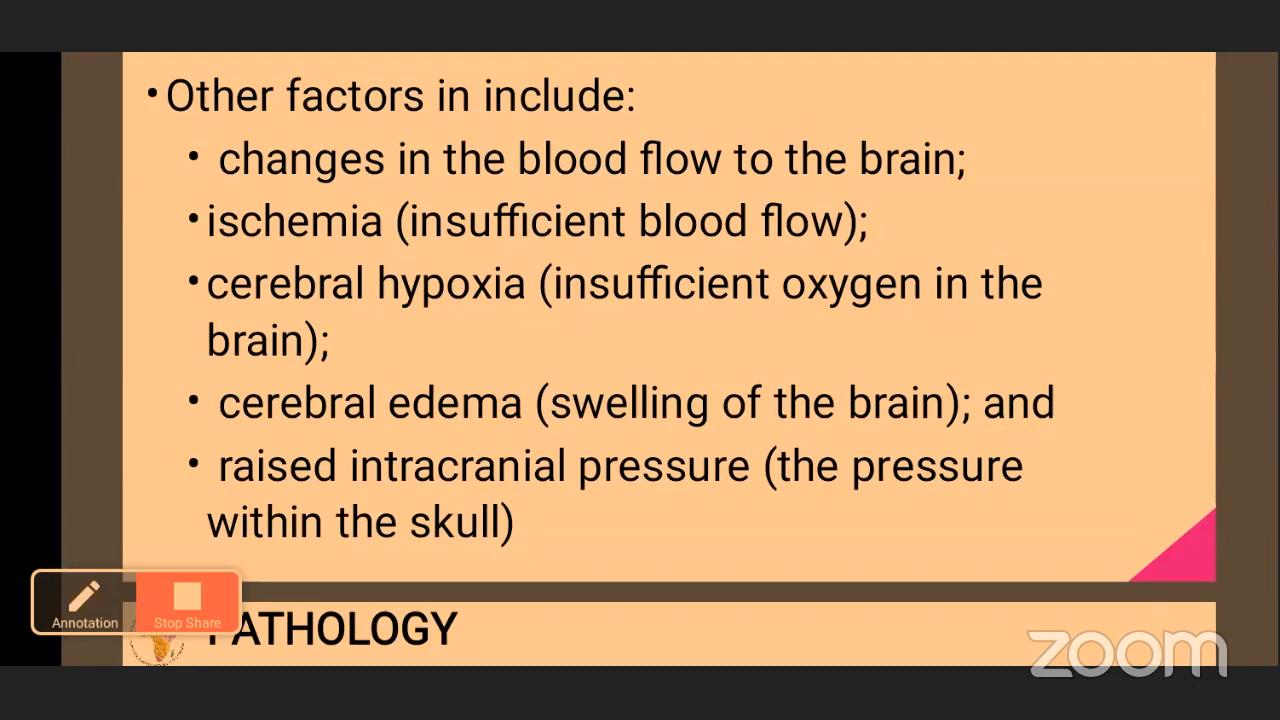 •Other factors in include:
• changes in the blood flow to the brain;
•ischemia (insufficient blood flow);
•cerebral hypoxia (insufficient oxygen in the
brain);
• cerebral edema (swelling of the brain); and
• raised intracranial pressure (the pressure
within the skull)
Annotation
Stop Share
PATHOLOGY
zoom